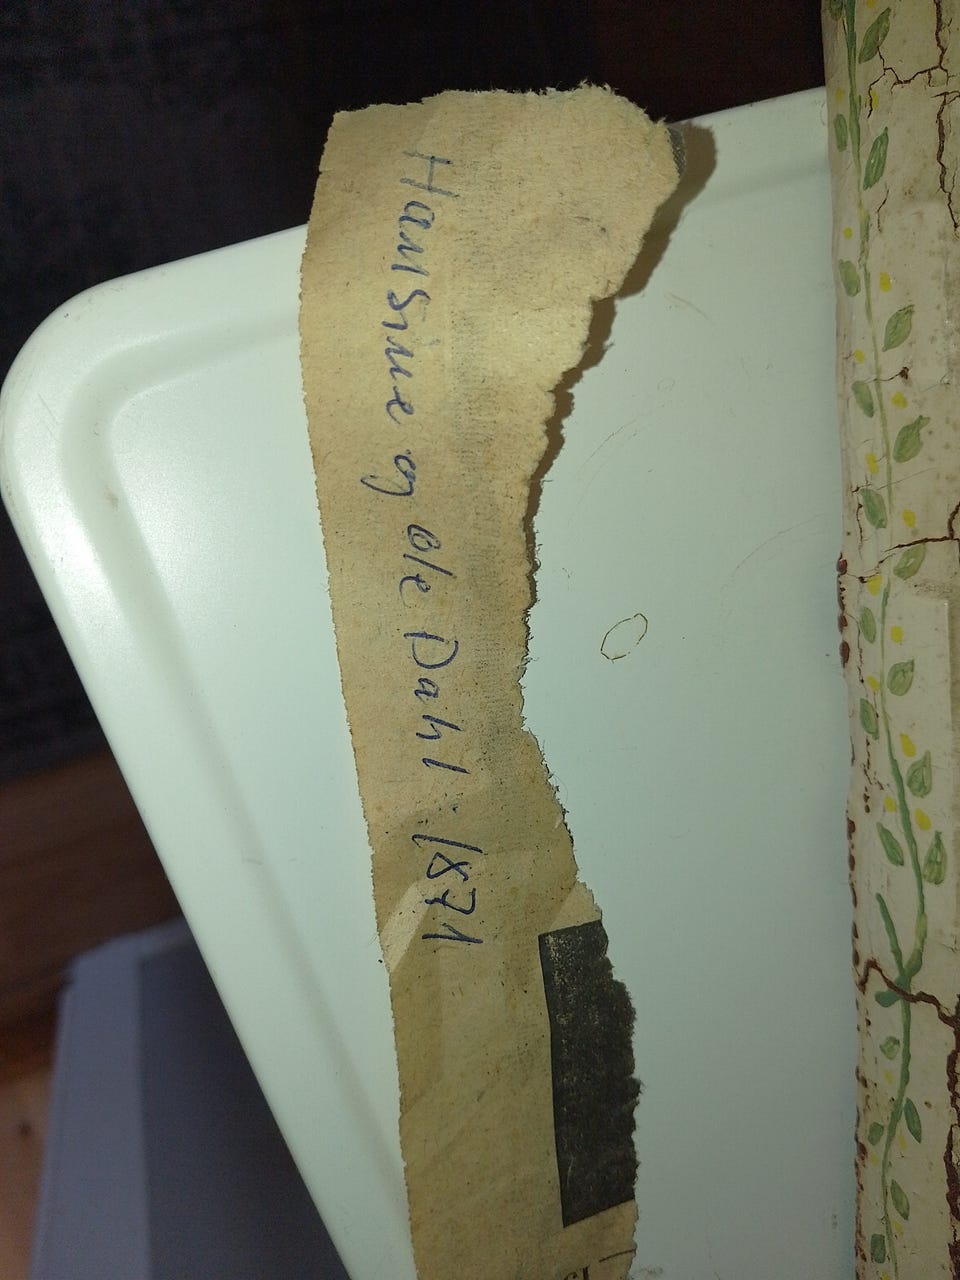 Hansine og Ole Dahl. 1871